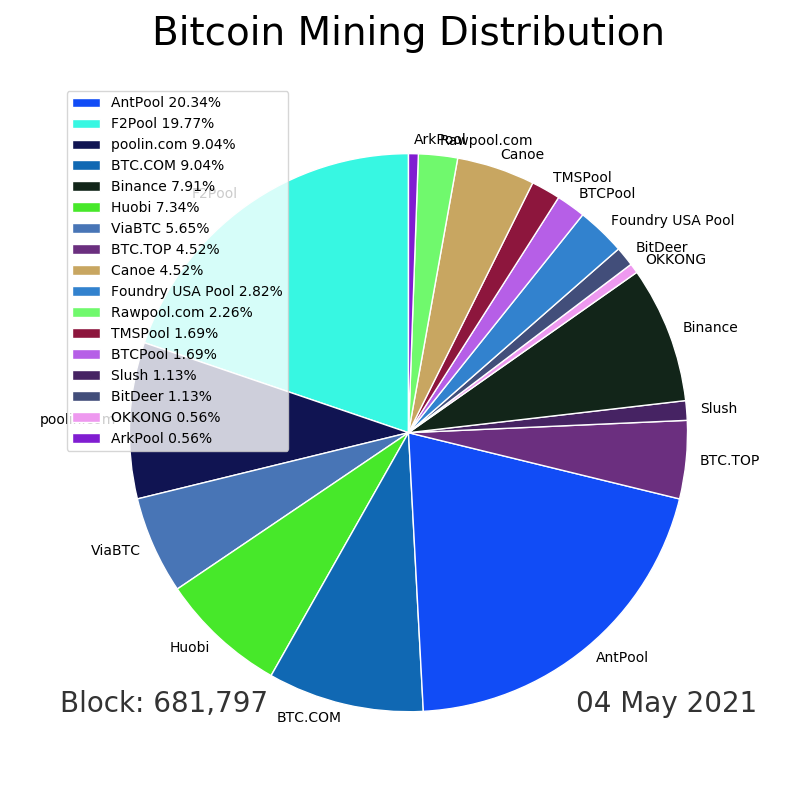 Bitcoin Mining Distribution
AntPool 20.34%
F2Pool 19.77%
poolin.com 9.04%
BTC.COM 9.04%
Binance 7.91%
Huobi 7.34%
ViaBTC 5.65%
BTC.TOP 4.52%
Canoe 4.52%
Foundry USA Pool 2.82%
Rawpool.com 2.26%
TMSPool 1.69%
BTCPool 1.69%
Slush 1.13%
BitDeer 1.13%
OKKONG 0.56%
ArkPool 0.56%
ArkPool
Rawpool.com
Canoe
TMSPool
BTCPool
Foundry USA Pool
BitDeer
OKKONG
Binance
Slush
BTC.TOP
AntPool
BTC.COM
Huobi
ViaBTC
poolin.com
F2Pool
Block: 681,797
04 May 2021